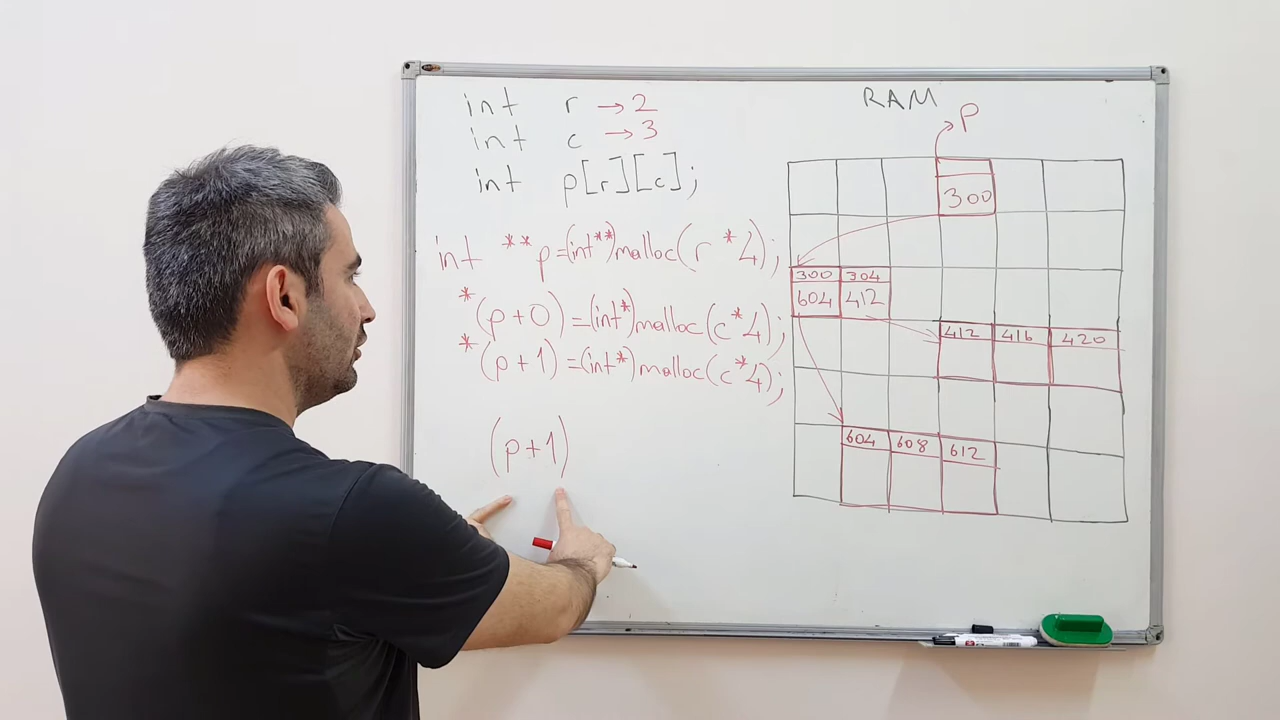 int r → 2
int c → 3
int p[r][c];
int **p=(int**)malloc(r*4);
*(p+0)=(int*)malloc(c*4);
*(p+1)=(int*)malloc(c*4);
(p+1)
RAM
p
300
300 304
604 412
412 416 420
604 608 612